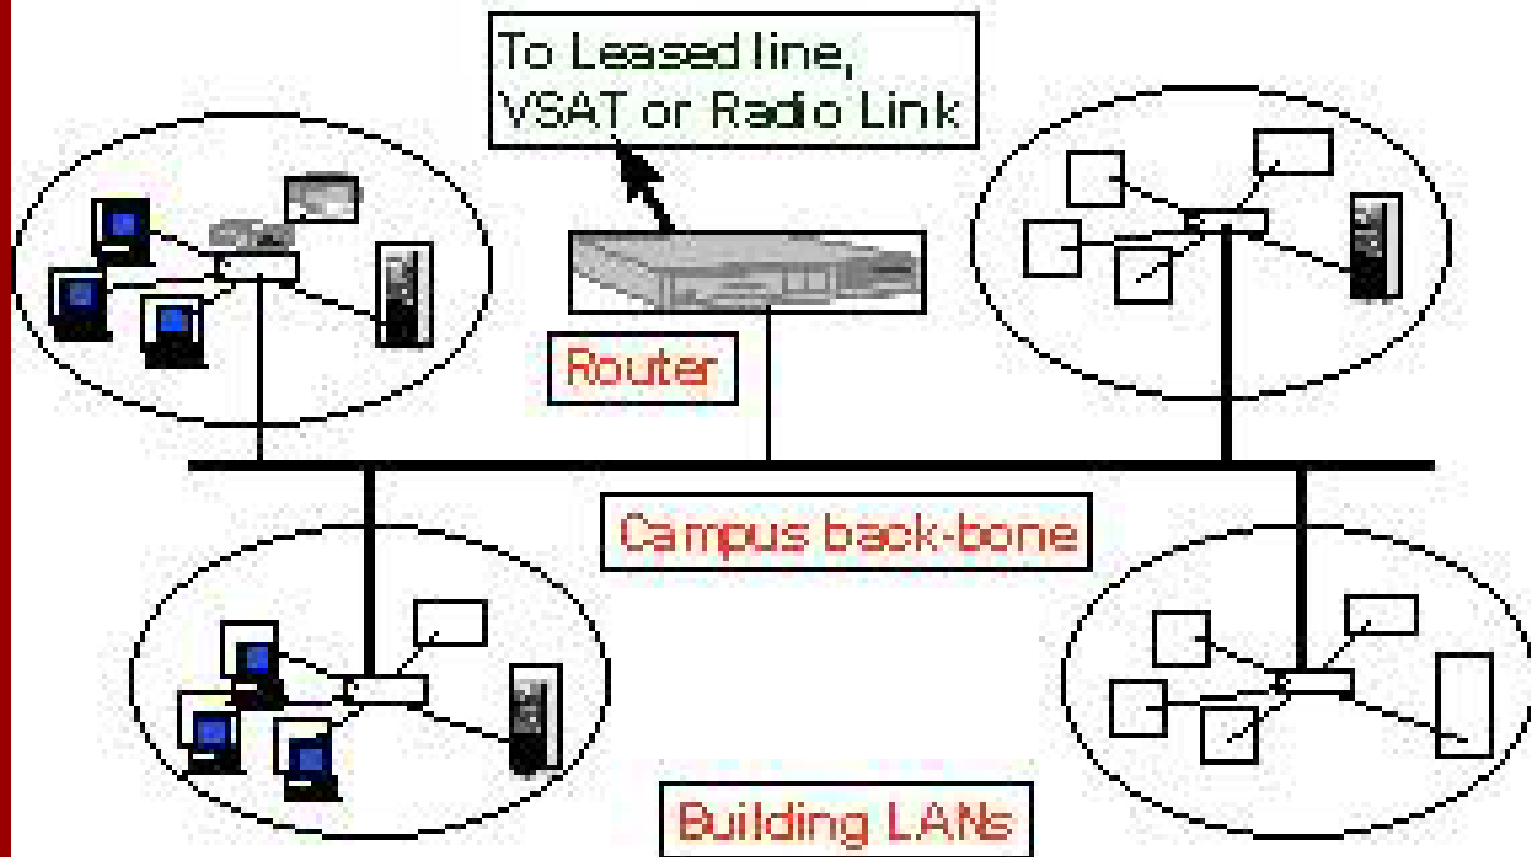 To Leased line,
VSAT or Radio Link
Router
Campus back-bone
Building LANs